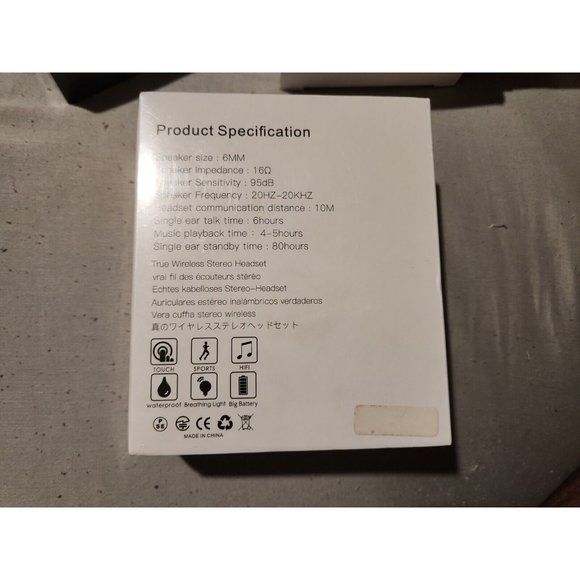 Product Specification
Speaker size : 6MM
Speaker Impedance : 16Ω
Speaker Sensitivity : 95dB
Speaker Frequency : 20HZ-20KHZ
Headset communication distance : 10M
Single ear talk time : 6hours
Music playback time : 4-5hours
Single ear standby time : 80hours
True Wireless Stereo Headset
vrai fil des écouteurs stéréo
Echtes kabelloses Stereo-Headset
Auriculares estéreo inalámbricos verdaderos
Vera cuffia stereo wireless
真のワイヤレスステレオヘッドセット
TOUCH SPORTS HIFI
waterproof Breathing Light Big Battery
P
SE
CE
MADE IN CHINA